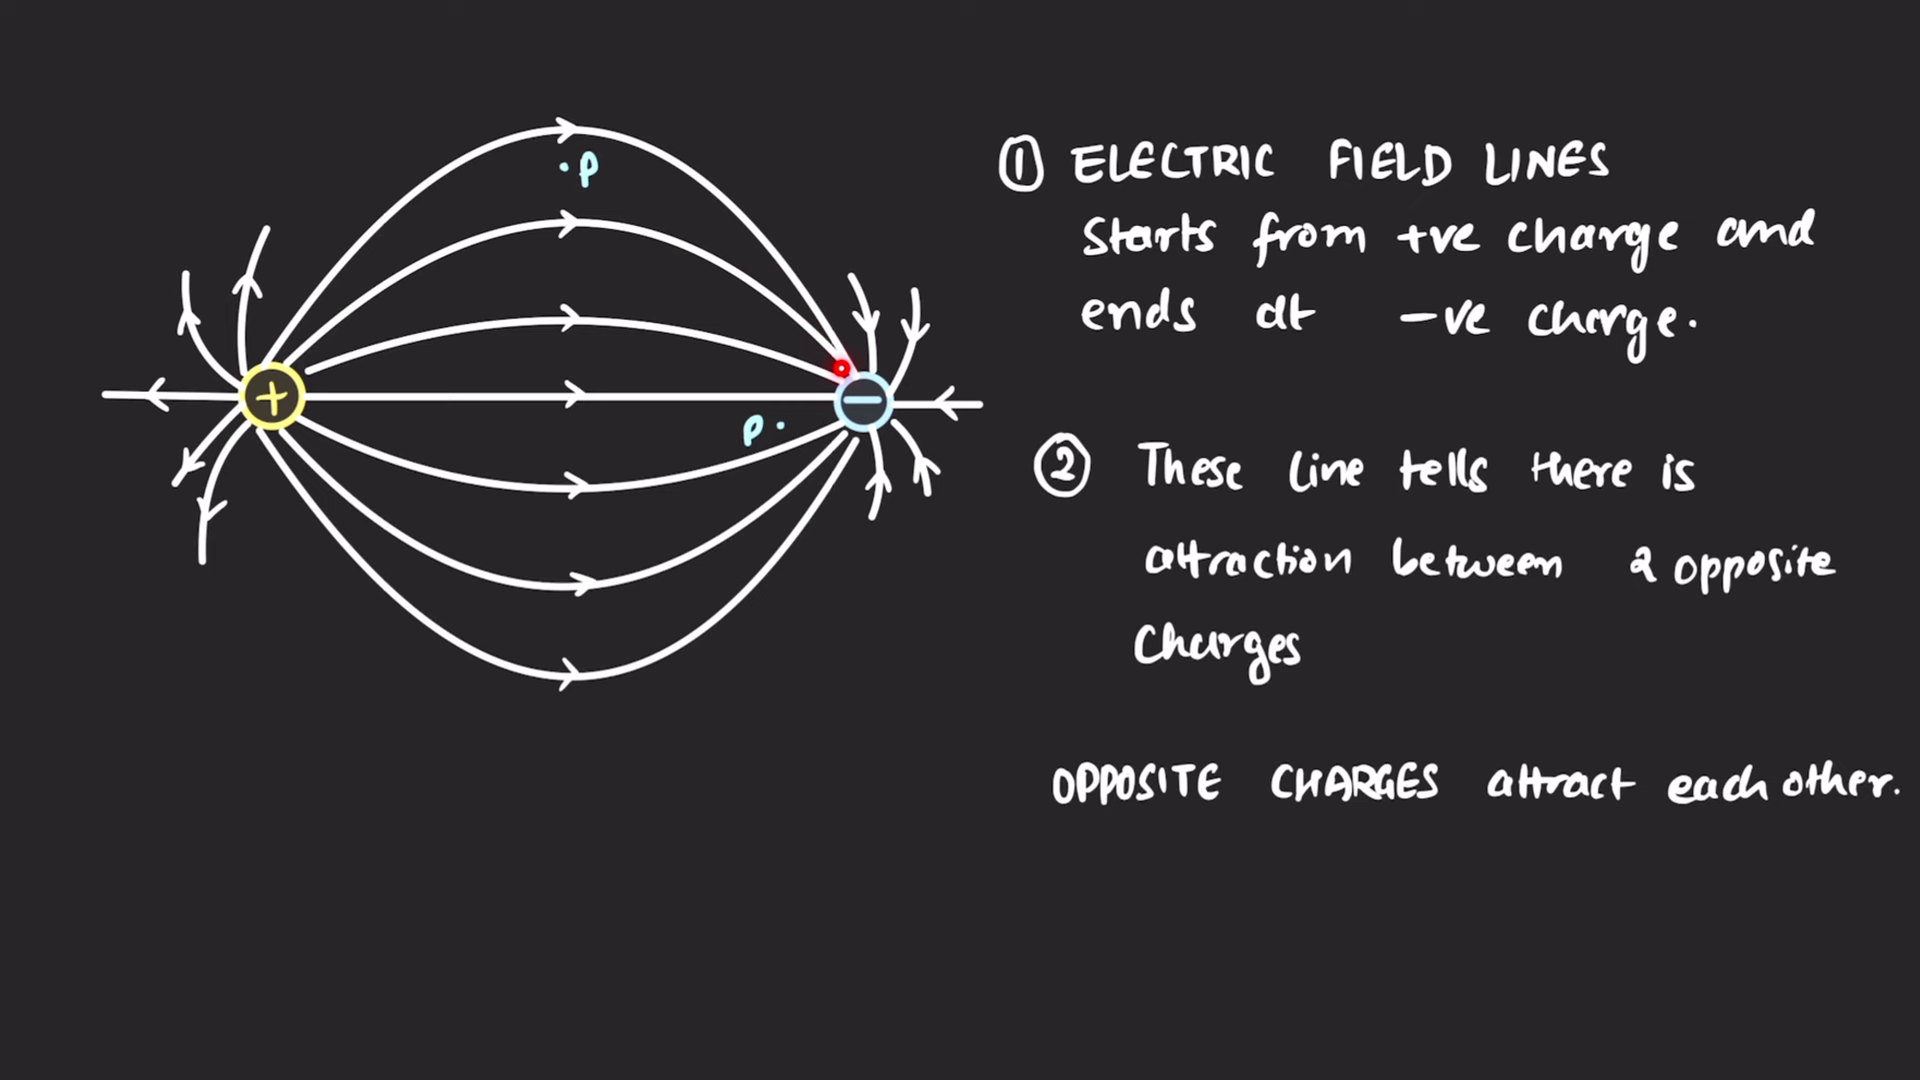 ·P
+
−
P·
① ELECTRIC FIELD LINES
Starts from +ve charge and
ends at −ve charge.
② These line tells there is
attraction between 2 opposite
Charges
OPPOSITE CHARGES attract each other.